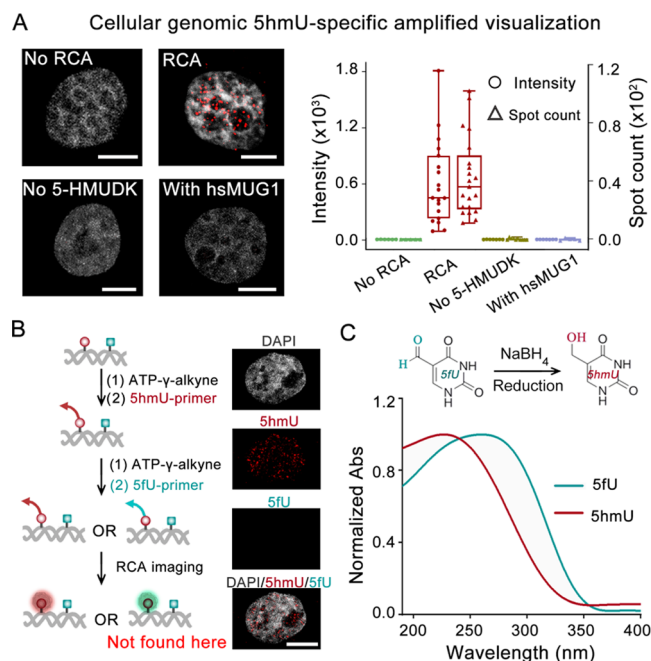 Cellular genomic 5hmU-specific amplified visualization
A
No RCA
RCA
No 5-HMUDK
With hsMUG1
Intensity (x10³)
1.8
1.2
0.6
0.0
Intensity
Spot count
1.2
0.8
0.4
0.0
Spot count (x10²)
No RCA
RCA
No 5-HMUDK
With hsMUG1
B
(1) ATP-γ-alkyne
(2) 5hmU-primer
(1) ATP-γ-alkyne
(2) 5fU-primer
OR
RCA imaging
OR
Not found here
DAPI
5hmU
5fU
DAPI/5hmU/5fU
C
O
H
O
NH
O
N
H
5fU
NaBH₄
Reduction
OH
O
NH
O
N
H
5hmU
Normalized Abs
1.2
0.8
0.4
0.0
5fU
5hmU
200
250
300
350
400
Wavelength (nm)